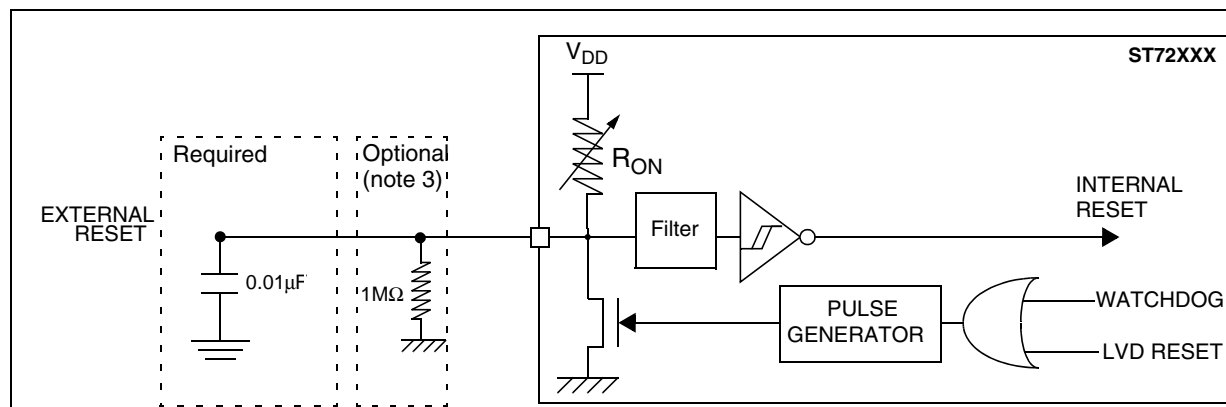 ST72XXX
VDD
RON
Required
Optional
(note 3)
EXTERNAL
RESET
0.01µF
1MΩ
Filter
INTERNAL
RESET
PULSE
GENERATOR
WATCHDOG
LVD RESET